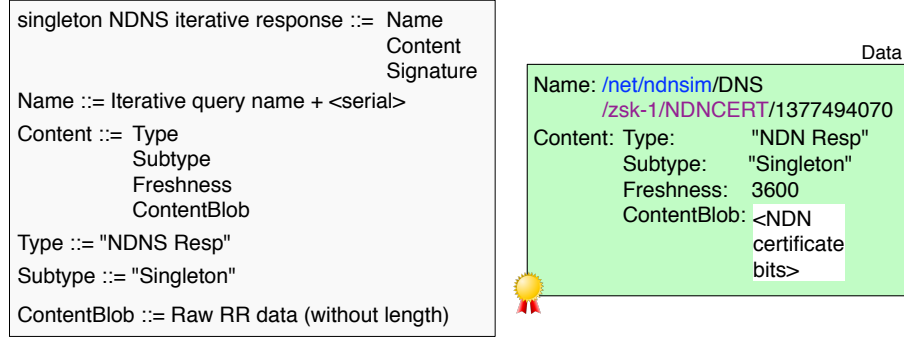 singleton NDNS iterative response ::= Name
Content
Signature
Name ::= Iterative query name + <serial>
Content ::= Type
Subtype
Freshness
ContentBlob
Type ::= "NDNS Resp"
Subtype ::= "Singleton"
ContentBlob ::= Raw RR data (without length)
Data
Name: /net/ndnsim/DNS
/zsk-1/NDNCERT/1377494070
Content: Type: "NDN Resp"
Subtype: "Singleton"
Freshness: 3600
ContentBlob: <NDN
certificate
bits>